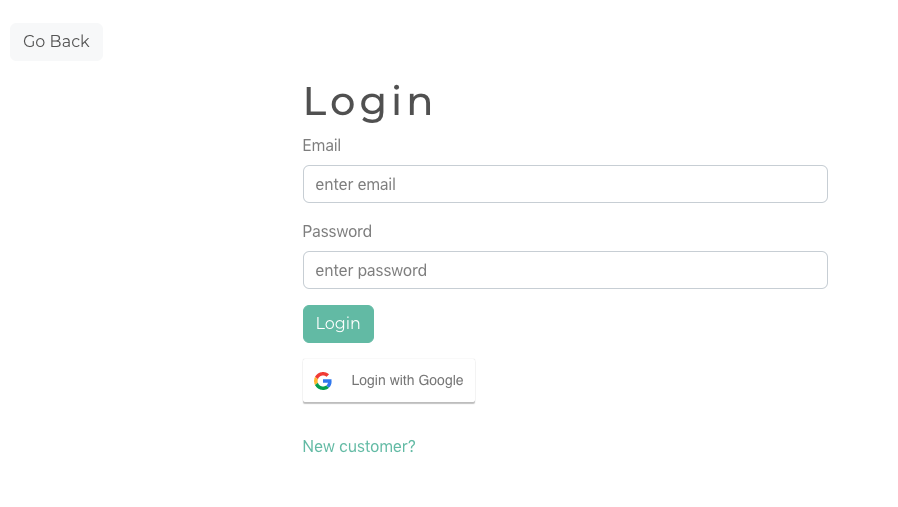 Go Back
Login
Email
enter email
Password
enter password
Login
Login with Google
New customer?